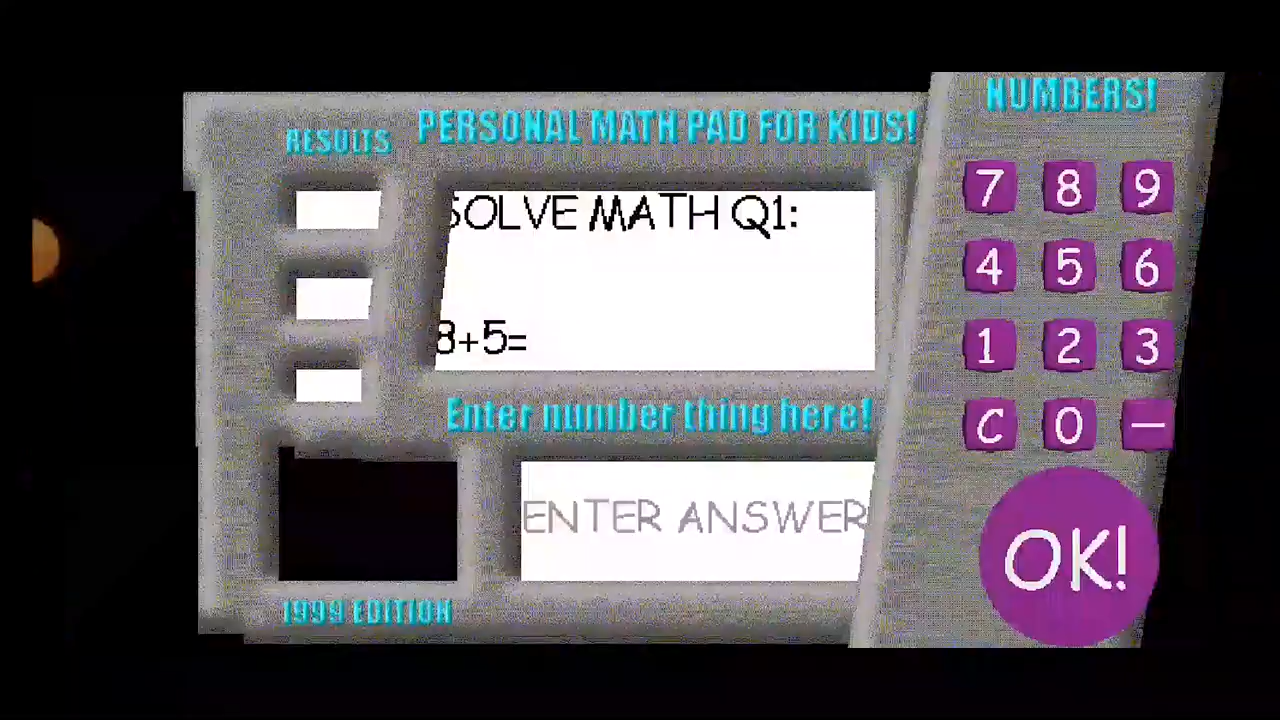 NUMBERS!
RESULTS
PERSONAL MATH PAD FOR KIDS!
SOLVE MATH Q1:
8+5=
Enter number thing here!
ENTER ANSWER
1999 EDITION
7 8 9
4 5 6
1 2 3
C 0 —
OK!